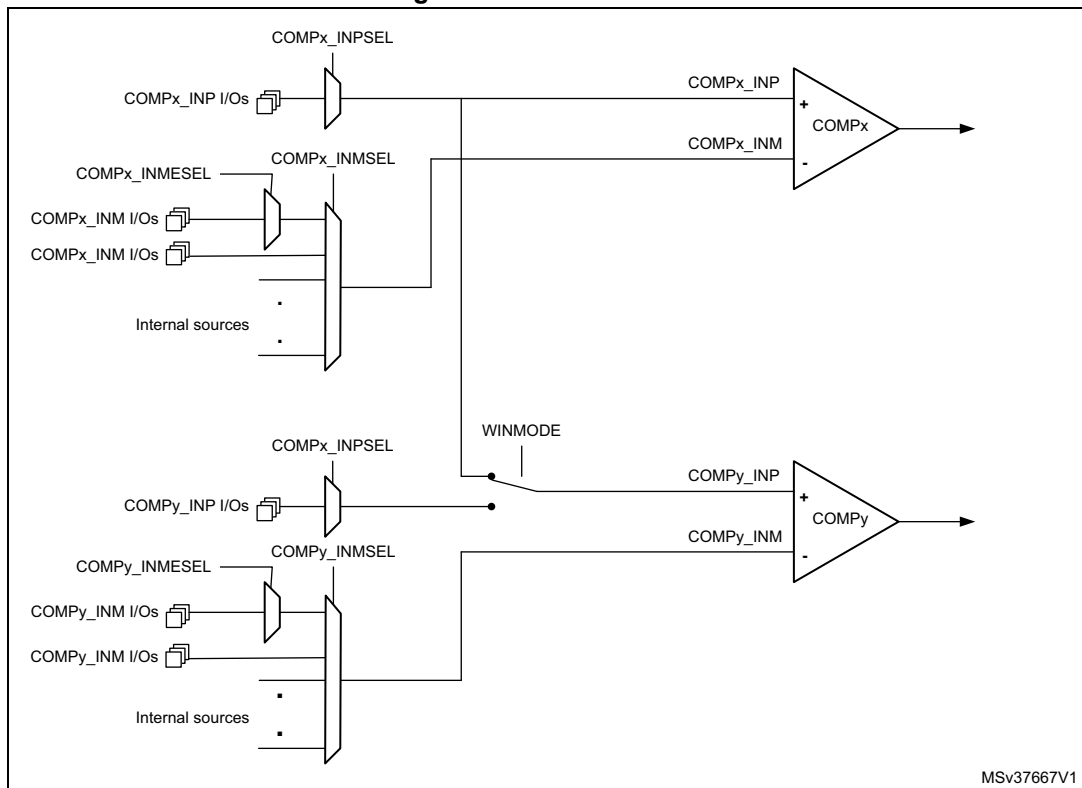 COMPx_INPSEL
COMPx_INP I/Os
COMPx_INP
+
COMPx
COMPx_INM
-
COMPx_INMSEL
COMPx_INMESEL
COMPx_INM I/Os
COMPx_INM I/Os
Internal sources
WINMODE
COMPx_INPSEL
COMPy_INP I/Os
COMPy_INP
+
COMPy
COMPy_INM
-
COMPy_INMSEL
COMPy_INMESEL
COMPy_INM I/Os
COMPy_INM I/Os
Internal sources
MSv37667V1